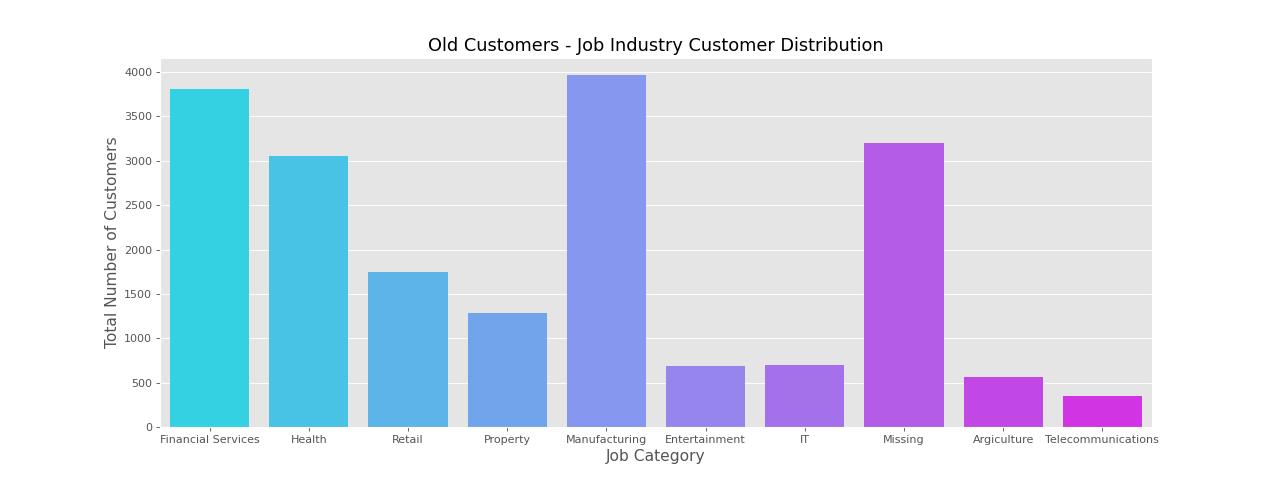 Old Customers - Job Industry Customer Distribution
Total Number of Customers
4000
3500
3000
2500
2000
1500
1000
500
0
Financial Services Health Retail Property Manufacturing Entertainment IT Missing Argiculture Telecommunications
Job Category